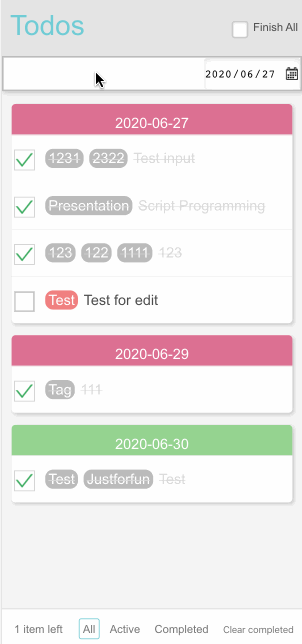 Todos
Finish All
2020/06/27
2020-06-27
1231 2322 Test input
Presentation Script Programming
123 122 1111 123
Test Test for edit
2020-06-29
Tag 111
2020-06-30
Test Justforfun Test
1 item left All Active Completed Clear completed